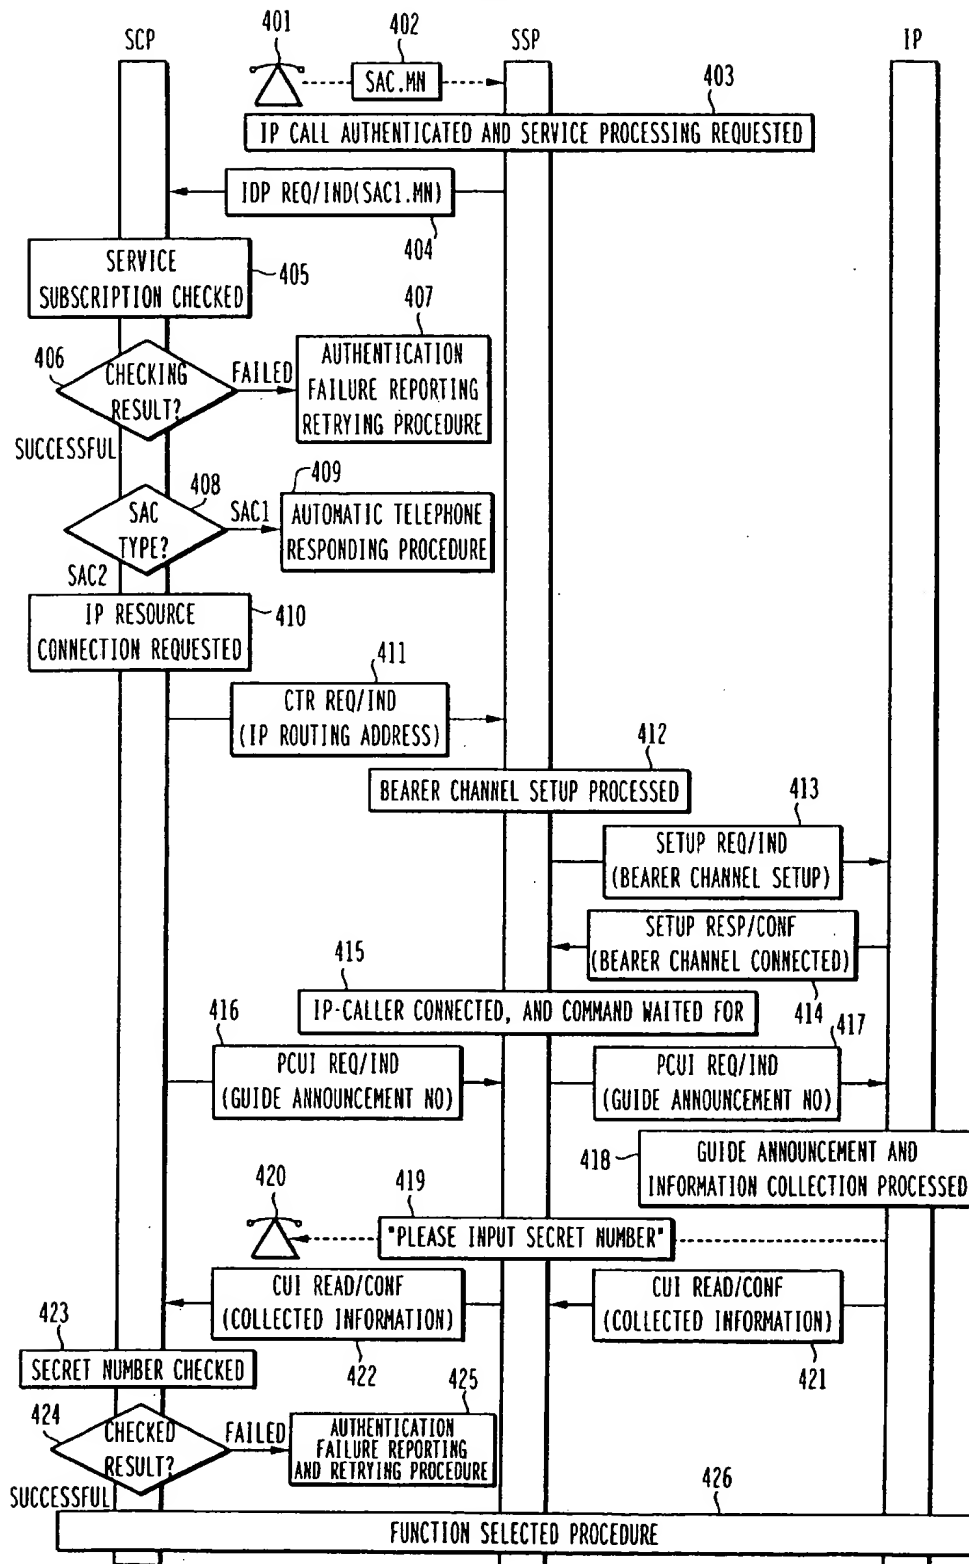 SCP
401
402
SSP
IP
SAC.MN
403
IP CALL AUTHENTICATED AND SERVICE PROCESSING REQUESTED
IDP REQ/IND(SAC1.MN)
404
SERVICE
SUBSCRIPTION CHECKED
405
407
406
CHECKING
RESULT?
FAILED
AUTHENTICATION
FAILURE REPORTING
RETRYING PROCEDURE
SUCCESSFUL
408
409
SAC
TYPE?
SAC1
AUTOMATIC TELEPHONE
RESPONDING PROCEDURE
SAC2
IP RESOURCE
CONNECTION REQUESTED
410
411
CTR REQ/IND
(IP ROUTING ADDRESS)
412
BEARER CHANNEL SETUP PROCESSED
413
SETUP REQ/IND
(BEARER CHANNEL SETUP)
SETUP RESP/CONF
(BEARER CHANNEL CONNECTED)
414
415
IP-CALLER CONNECTED, AND COMMAND WAITED FOR
416
417
PCUI REQ/IND
(GUIDE ANNOUNCEMENT NO)
PCUI REQ/IND
(GUIDE ANNOUNCEMENT NO)
418
GUIDE ANNOUNCEMENT AND
INFORMATION COLLECTION PROCESSED
420
419
"PLEASE INPUT SECRET NUMBER"
CUI READ/CONF
(COLLECTED INFORMATION)
CUI READ/CONF
(COLLECTED INFORMATION)
422
421
423
SECRET NUMBER CHECKED
424
CHECKED
RESULT?
FAILED
425
AUTHENTICATION
FAILURE REPORTING
AND RETRYING PROCEDURE
SUCCESSFUL
426
FUNCTION SELECTED PROCEDURE